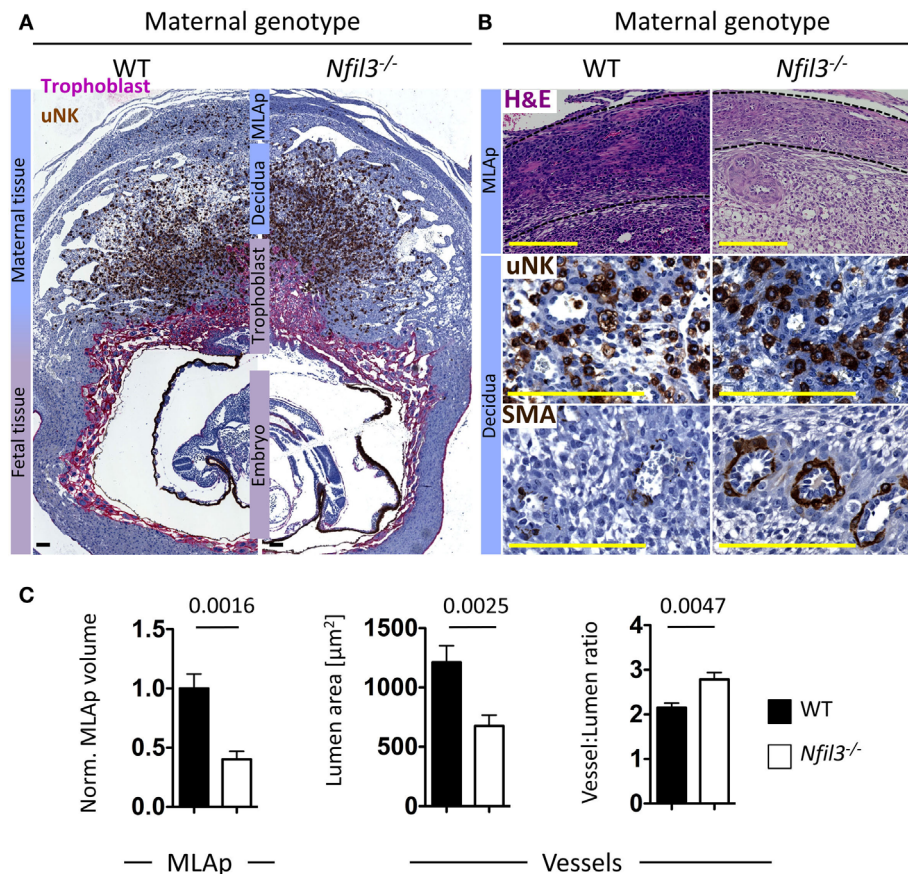 A
Maternal genotype
WT
Nfil3-/-
Trophoblast
uNK
Maternal tissue
Fetal tissue
MLAp
Decidua
Trophoblast
Embryo
B
Maternal genotype
WT
Nfil3-/-
H&E
MLAp
uNK
Decidua
SMA
C
0.0016
Norm. MLAp volume
1.5
1.0
0.5
0.0
MLAp
0.0025
Lumen area [µm²]
1500
1000
500
0
0.0047
Vessel:Lumen ratio
4
3
2
1
0
Vessels
WT
Nfil3-/-